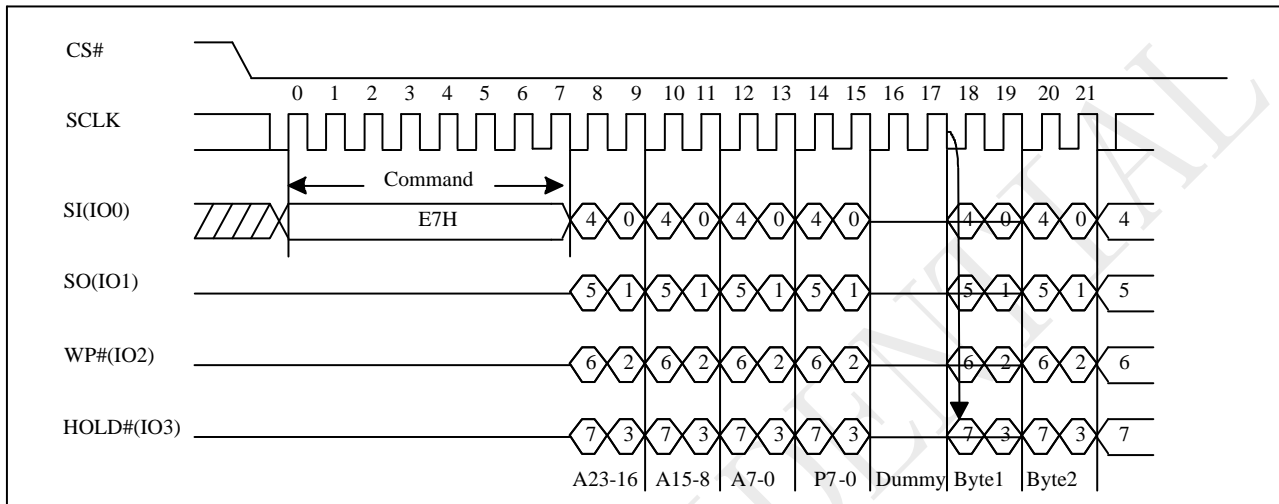 CS#
0 1 2 3 4 5 6 7 8 9 10 11 12 13 14 15 16 17 18 19 20 21
SCLK
Command
SI(IO0)
E7H
4 0 4 0 4 0 4 0 4 0 4 0 4
SO(IO1)
5 1 5 1 5 1 5 1 5 1 5 1 5
WP#(IO2)
6 2 6 2 6 2 6 2 6 2 6 2 6
HOLD#(IO3)
7 3 7 3 7 3 7 3 7 3 7 3 7
A23-16 A15-8 A7-0 P7-0 Dummy Byte1 Byte2